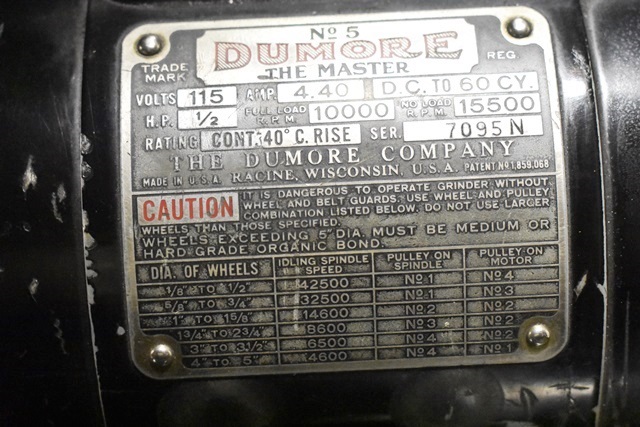 No 5
TRADE MARK DUMORE REG.
THE MASTER
VOLTS 115 AMP. 4.40 D.C. TO 60 CY.
H.P. 1/2 FULL LOAD R.P.M. 10000 NO LOAD R.P.M. 15500
RATING CONT. 40° C. RISE SER. 7095 N
THE DUMORE COMPANY
MADE IN U.S.A. RACINE, WISCONSIN, U.S.A. PATENT No 1,858,068
CAUTION IT IS DANGEROUS TO OPERATE GRINDER WITHOUT
WHEEL AND BELT GUARDS. USE WHEEL AND PULLEY
COMBINATION LISTED BELOW. DO NOT USE LARGER
WHEELS THAN THOSE SPECIFIED.
WHEELS EXCEEDING 5" DIA. MUST BE MEDIUM OR
HARD GRADE ORGANIC BOND.
DIA. OF WHEELS IDLING SPINDLE SPEED PULLEY ON SPINDLE PULLEY ON MOTOR
1/8" TO 1/2" 42500 No 1 No 4
5/8" TO 3/4" 32500 No 1 No 3
1" TO 1 5/8" 14600 No 2 No 2
1 3/4" TO 2 3/4" 8600 No 3 No 2
3" TO 3 1/2" 6500 No 4 No 2
4" TO 5" 4600 No 4 No 1